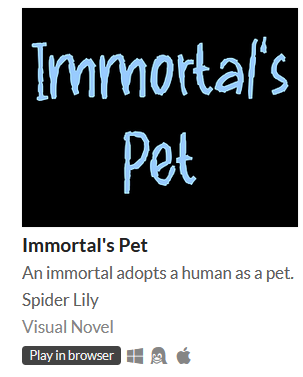 Immortal's
Pet
Immortal's Pet
An immortal adopts a human as a pet.
Spider Lily
Visual Novel
Play in browser